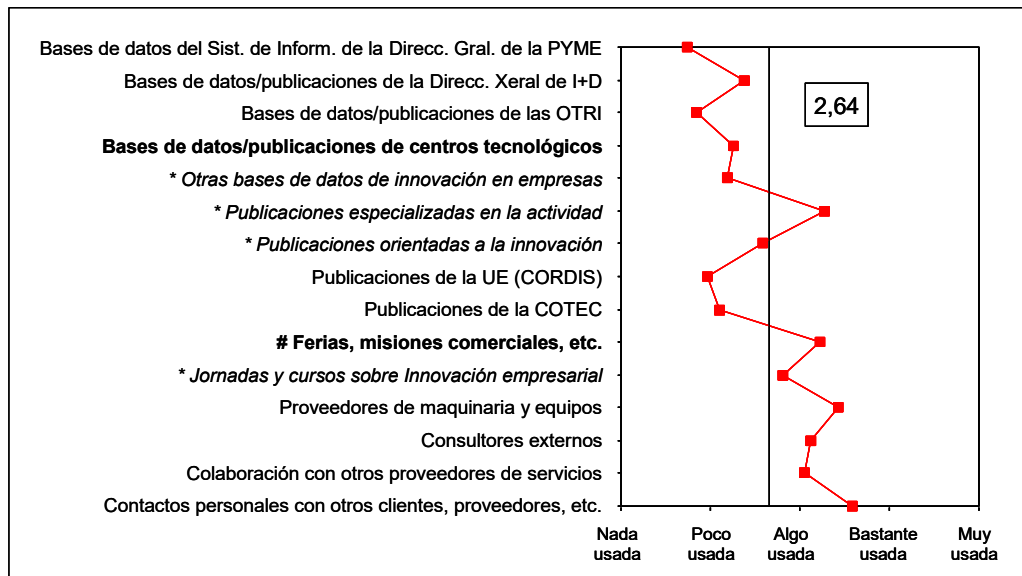 Bases de datos del Sist. de Inform. de la Direcc. Gral. de la PYME
Bases de datos/publicaciones de la Direcc. Xeral de I+D
2,64
Bases de datos/publicaciones de las OTRI
Bases de datos/publicaciones de centros tecnológicos
* Otras bases de datos de innovación en empresas
* Publicaciones especializadas en la actividad
* Publicaciones orientadas a la innovación
Publicaciones de la UE (CORDIS)
Publicaciones de la COTEC
# Ferias, misiones comerciales, etc.
* Jornadas y cursos sobre Innovación empresarial
Proveedores de maquinaria y equipos
Consultores externos
Colaboración con otros proveedores de servicios
Contactos personales con otros clientes, proveedores, etc.
Nada
usada
Poco
usada
Algo
usada
Bastante
usada
Muy
usada